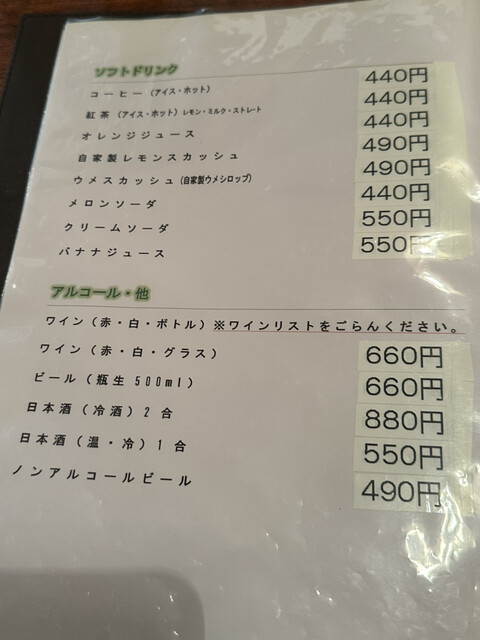 ソフトドリンク
コーヒー(アイス・ホット) 440円
紅茶(アイス・ホット)レモン・ミルク・ストレート 440円
オレンジジュース 440円
自家製レモンスカッシュ 490円
ウメスカッシュ(自家製ウメシロップ) 490円
メロンソーダ 440円
クリームソーダ 550円
バナナジュース 550円
アルコール・他
ワイン(赤・白・ボトル)※ワインリストをごらんください。
ワイン(赤・白・グラス) 660円
ビール(瓶生500ml) 660円
日本酒(冷酒)2合 880円
日本酒(温・冷)1合 550円
ノンアルコールビール 490円